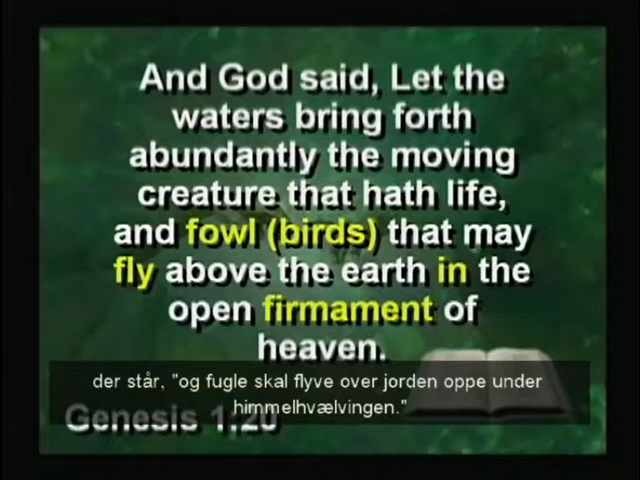 And God said, Let the
waters bring forth
abundantly the moving
creature that hath life,
and fowl (birds) that may
fly above the earth in the
open firmament of
heaven.
der står, "og fugle skal flyve over jorden oppe under
himmelhvælvingen."
Genesis 1:20